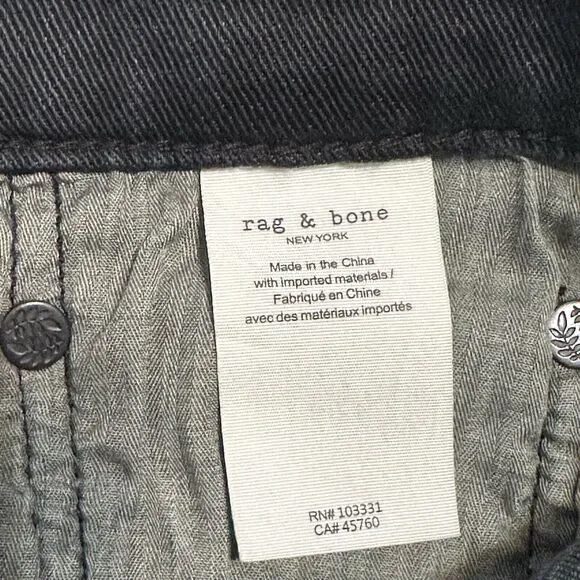 rag & bone
NEW YORK
Made in the China
with imported materials /
Fabriqué en Chine
avec des matériaux importés
RN# 103331
CA# 45760